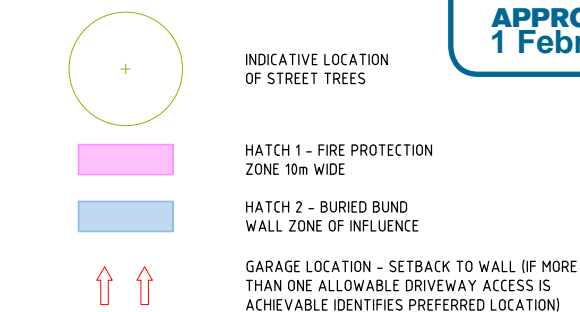 APPRO
1 Febr
INDICATIVE LOCATION
OF STREET TREES
HATCH 1 – FIRE PROTECTION
ZONE 10m WIDE
HATCH 2 – BURIED BUND
WALL ZONE OF INFLUENCE
GARAGE LOCATION – SETBACK TO WALL (IF MORE
THAN ONE ALLOWABLE DRIVEWAY ACCESS IS
ACHIEVABLE IDENTIFIES PREFERRED LOCATION)